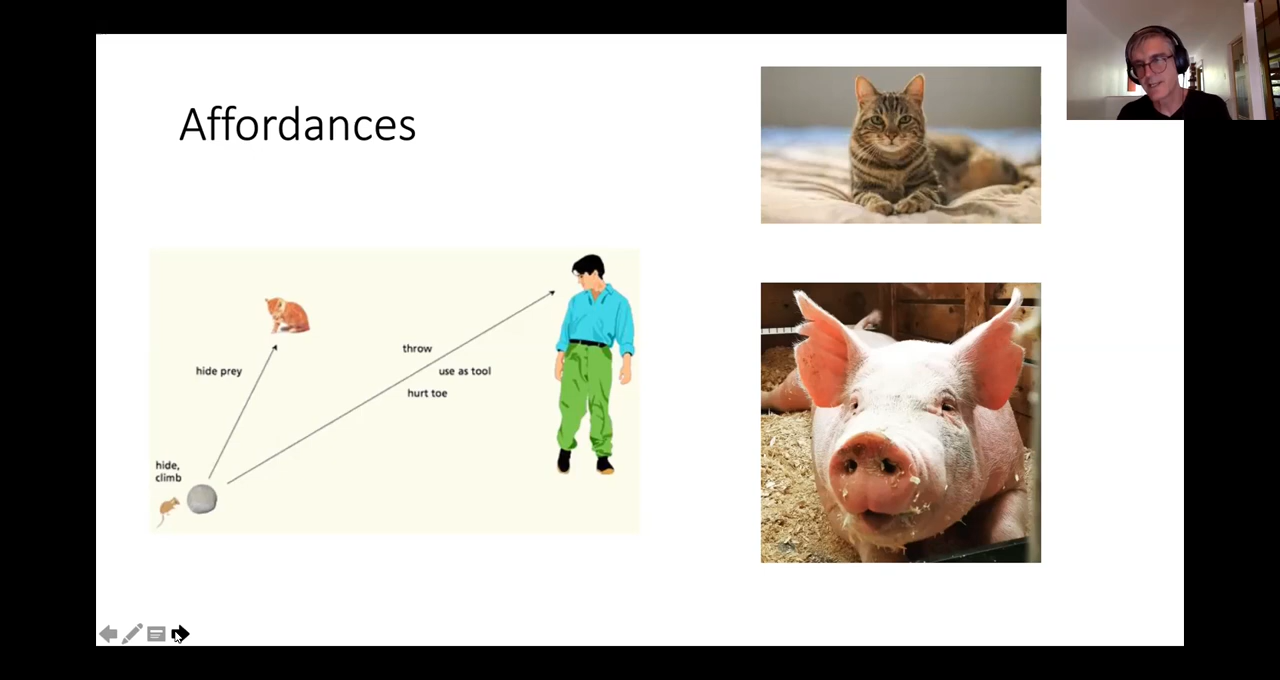 Affordances
throw
hide prey
use as tool
hurt toe
hide,
climb